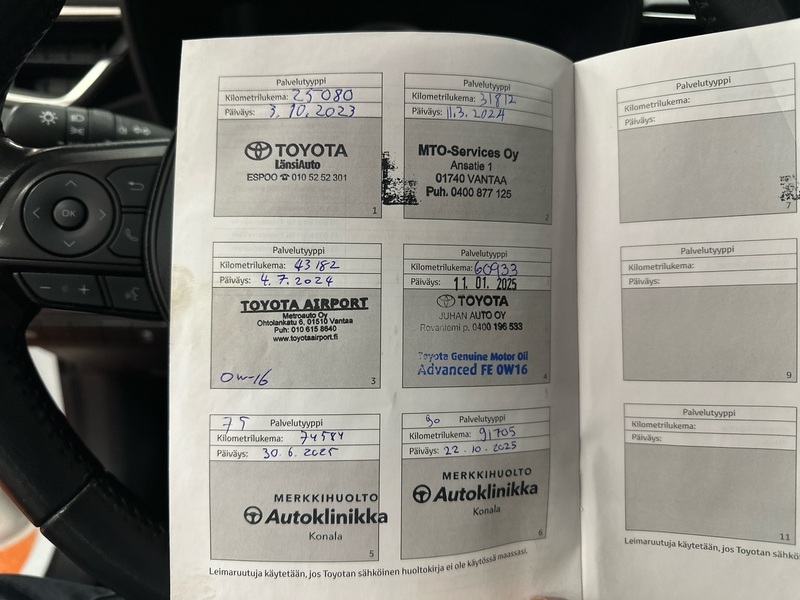 Palvelutyyppi
Kilometrilukema: 25080
Päiväys: 3. 10. 2023
TOYOTA
LänsiAuto
ESPOO ☎ 010 52 52 301
1
Palvelutyyppi
Kilometrilukema: 31812
Päiväys: 11.3. 2024
MTO-Services Oy
Ansatie 1
01740 VANTAA
Puh. 0400 877 125
2
Palvelutyyppi
Kilometrilukema: 43182
Päiväys: 4. 7. 2024
TOYOTA AIRPORT
Metroauto Oy
Ohtolankatu 6, 01510 Vantaa
Puh: 010 615 8640
www.toyotaairport.fi
0w-16
3
Palvelutyyppi
Kilometrilukema: 60933
Päiväys: 11. 01. 2025
TOYOTA
JUHAN AUTO OY
Rovaniemi p. 0400 196 533
Toyota Genuine Motor Oil
Advanced FE 0W16
4
75 Palvelutyyppi
Kilometrilukema: 74584
Päiväys: 30. 6. 2025
MERKKIHUOLTO
Autoklinikka
Konala
5
90 Palvelutyyppi
Kilometrilukema: 91705
Päiväys: 22. 10. 2025
MERKKIHUOLTO
Autoklinikka
Konala
6
Leimaruutuja käytetään, jos Toyotan sähköinen huoltokirja ei ole käytössä maassasi.
Palvelutyyppi
Kilometrilukema:
Päiväys:
7
Palvelutyyppi
Kilometrilukema:
Päiväys:
9
Palvelutyyppi
Kilometrilukema:
Päiväys:
11
Leimaruutuja käytetään, jos Toyotan
OK